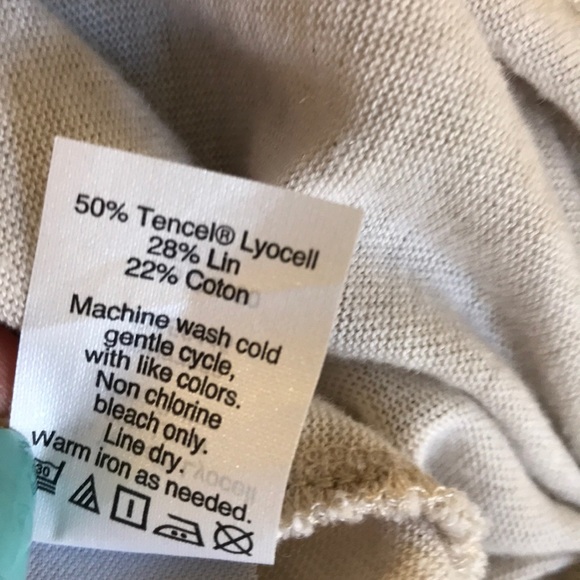 50% Tencel® Lyocell
28% Lin
22% Coton
Machine wash cold
gentle cycle,
with like colors.
Non chlorine
bleach only.
Line dry.
Warm iron as needed.
30